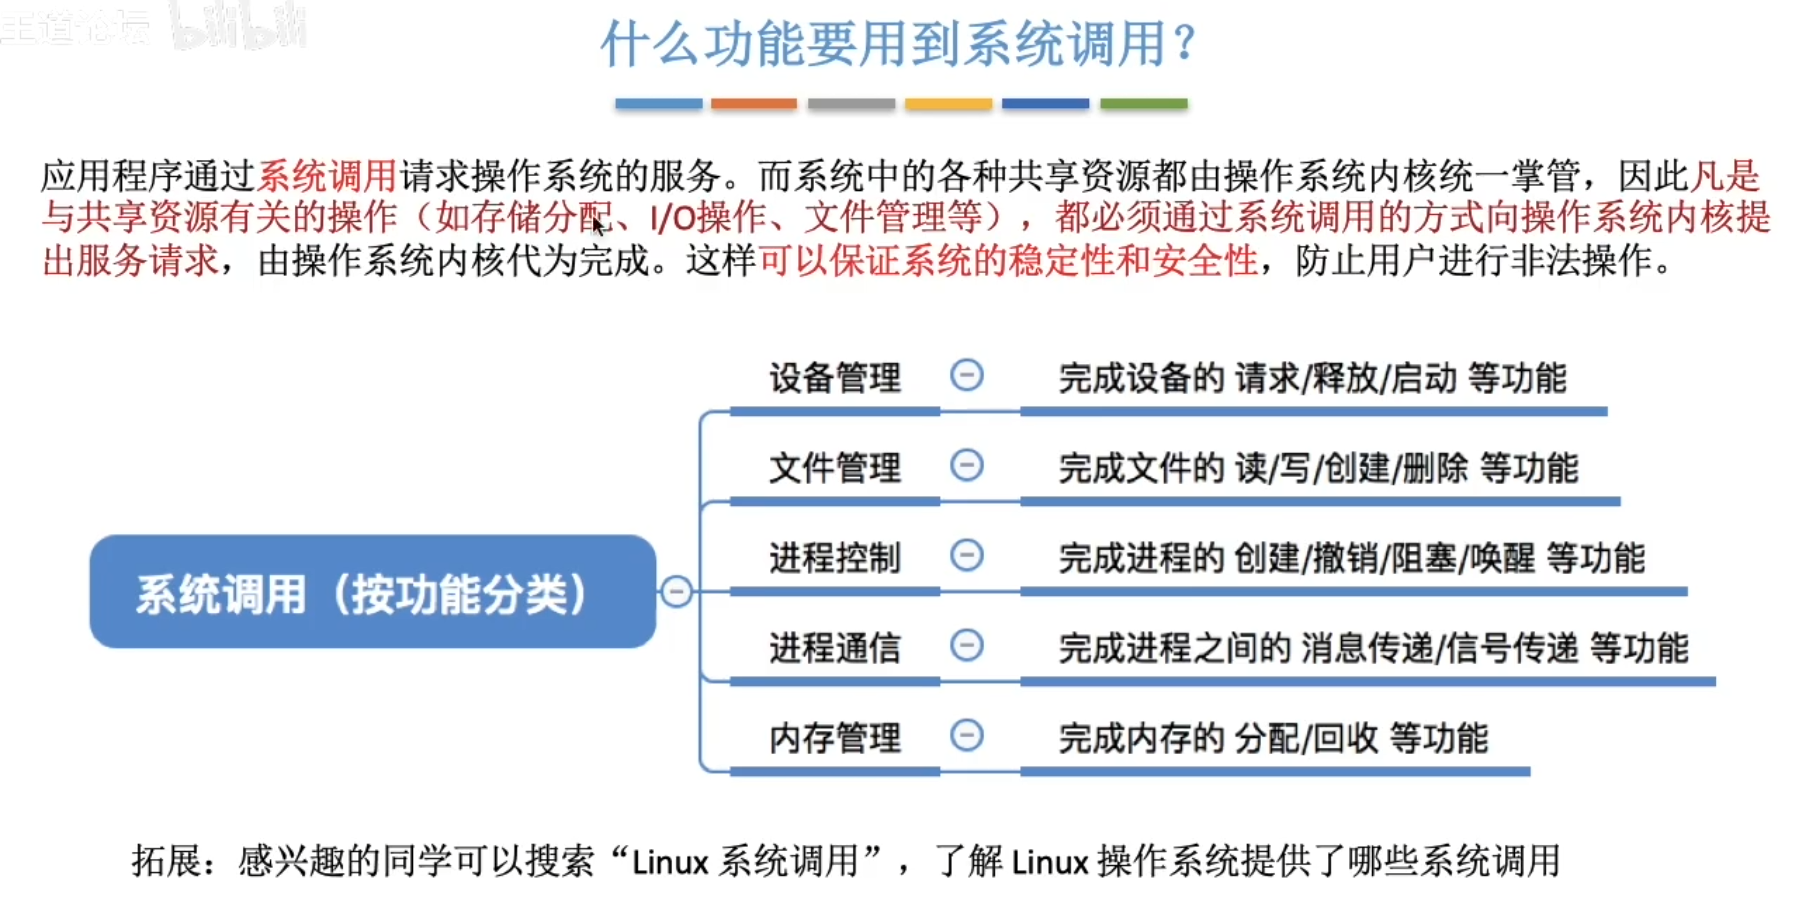 王道论坛 bilibili
什么功能要用到系统调用？
应用程序通过系统调用请求操作系统的服务。而系统中的各种共享资源都由操作系统内核统一掌管，因此凡是
与共享资源有关的操作（如存储分配、I/O操作、文件管理等），都必须通过系统调用的方式向操作系统内核提
出服务请求，由操作系统内核代为完成。这样可以保证系统的稳定性和安全性，防止用户进行非法操作。
设备管理 完成设备的 请求/释放/启动 等功能
文件管理 完成文件的 读/写/创建/删除 等功能
进程控制 完成进程的 创建/撤销/阻塞/唤醒 等功能
系统调用（按功能分类）
进程通信 完成进程之间的 消息传递/信号传递 等功能
内存管理 完成内存的 分配/回收 等功能
拓展：感兴趣的同学可以搜索“Linux 系统调用”，了解 Linux 操作系统提供了哪些系统调用